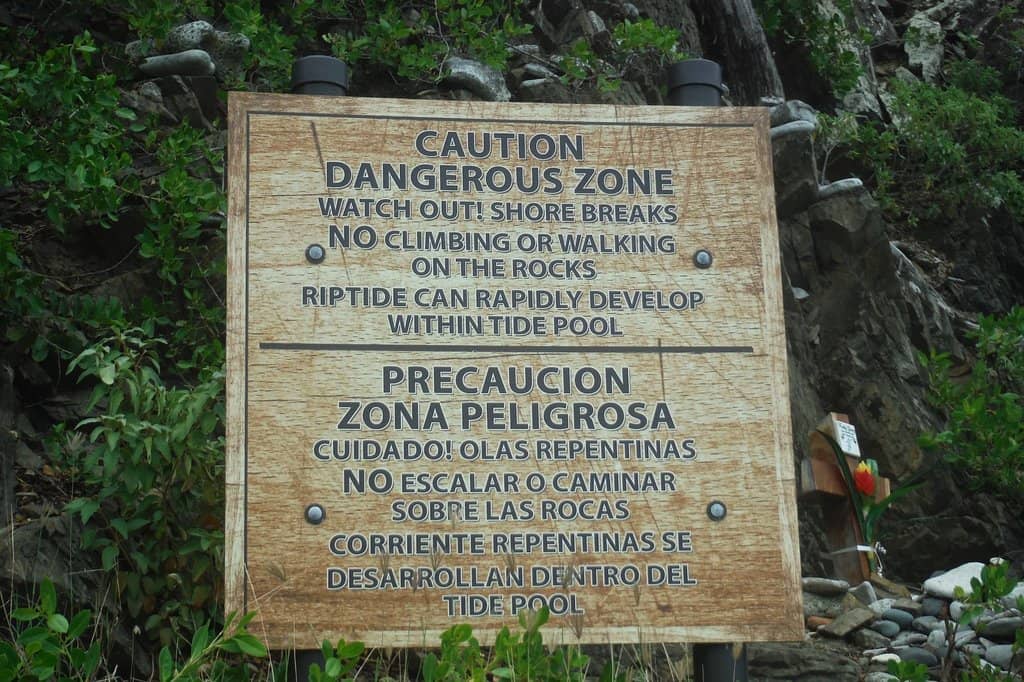 CAUTION
DANGEROUS ZONE
WATCH OUT! SHORE BREAKS
NO CLIMBING OR WALKING
ON THE ROCKS
RIPTIDE CAN RAPIDLY DEVELOP
WITHIN TIDE POOL
PRECAUCION
ZONA PELIGROSA
CUIDADO! OLAS REPENTINAS
NO ESCALAR O CAMINAR
SOBRE LAS ROCAS
CORRIENTE REPENTINAS SE
DESARROLLAN DENTRO DEL
TIDE POOL